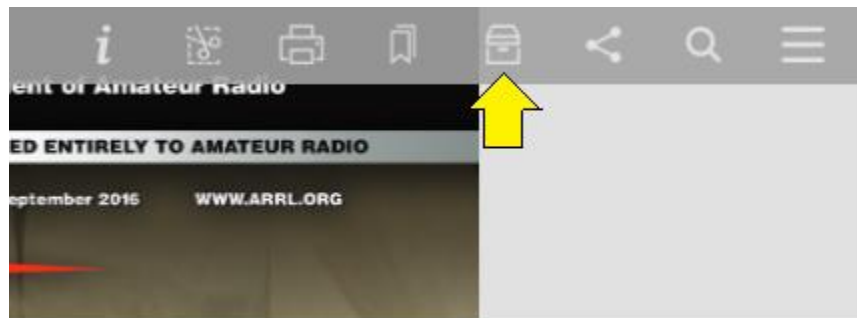 ent of Amateur Radio
ED ENTIRELY TO AMATEUR RADIO
eptember 2016 WWW.ARRL.ORG